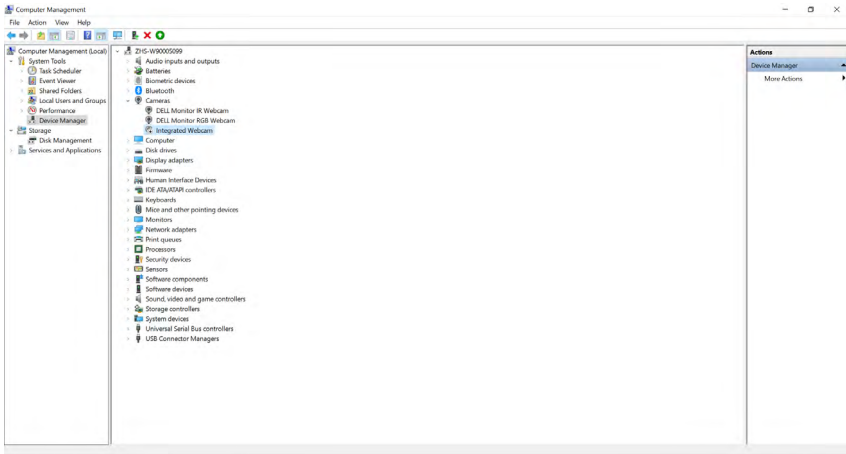 Computer Management
File Action View Help
Computer Management (Local)
System Tools
Task Scheduler
Event Viewer
Shared Folders
Local Users and Groups
Performance
Device Manager
Storage
Disk Management
Services and Applications
ZHS-W90005099
Audio inputs and outputs
Batteries
Biometric devices
Bluetooth
Cameras
DELL Monitor IR Webcam
DELL Monitor RGB Webcam
Integrated Webcam
Computer
Disk drives
Display adapters
Firmware
Human Interface Devices
IDE ATA/ATAPI controllers
Keyboards
Mice and other pointing devices
Monitors
Network adapters
Print queues
Processors
Security devices
Sensors
Software components
Software devices
Sound, video and game controllers
Storage controllers
System devices
Universal Serial Bus controllers
USB Connector Managers
Actions
Device Manager
More Actions